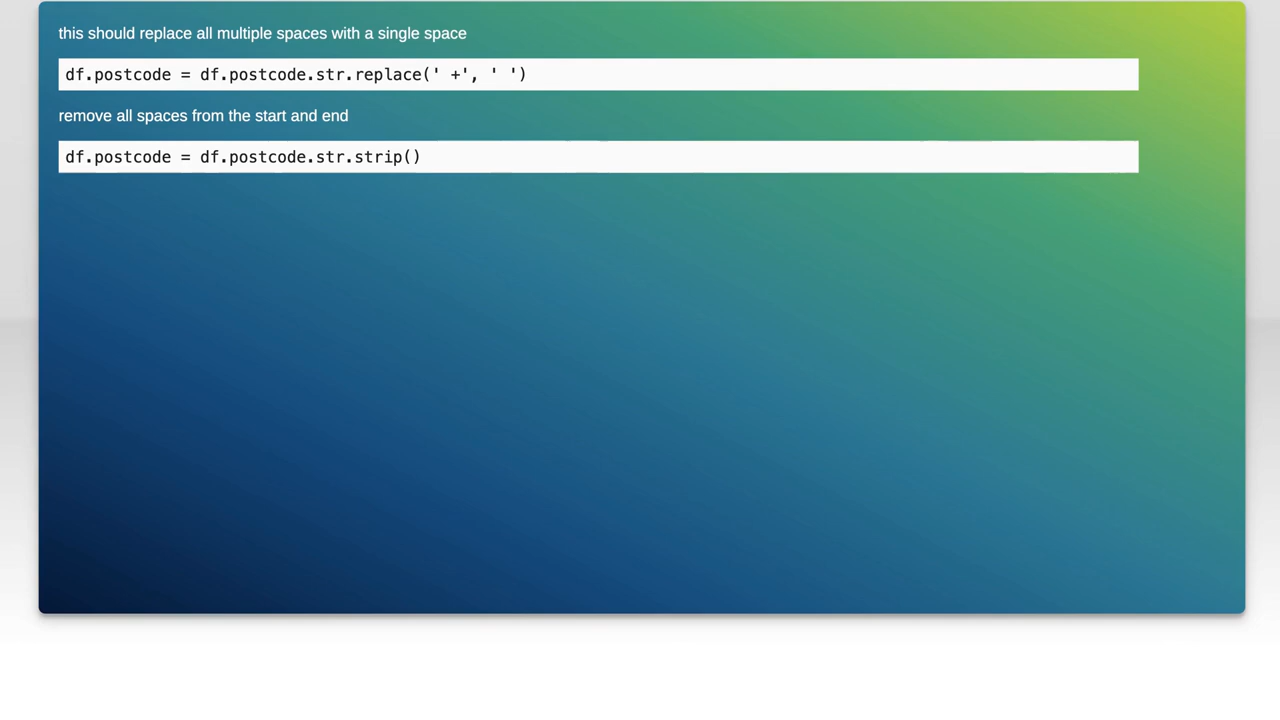 this should replace all multiple spaces with a single space
df.postcode = df.postcode.str.replace(' +', ' ')
remove all spaces from the start and end
df.postcode = df.postcode.str.strip()